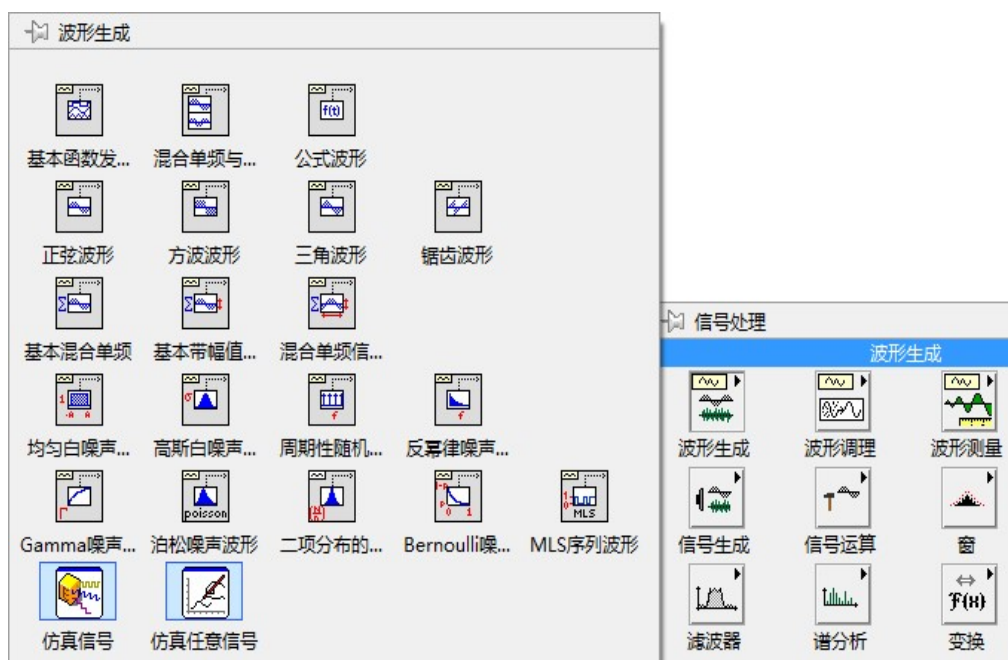 波形生成
f(t)
基本函数发... 混合单频与... 公式波形
正弦波形 方波波形 三角波形 锯齿波形
Σ Σ Σ
基本混合单频 基本带幅值... 混合单频信...
1 -A A σ f f
均匀白噪声... 高斯白噪声... 周期性随机... 反幂律噪声...
Γ poisson (N n) 1-p p 0 1 1 0 MLS
Gamma噪声... 泊松噪声波形 二项分布的... Bernoulli噪... MLS序列波形
仿真信号 仿真任意信号
信号处理
波形生成
波形生成 波形调理 波形测量
信号生成 信号运算 窗
F(x)
滤波器 谱分析 变换